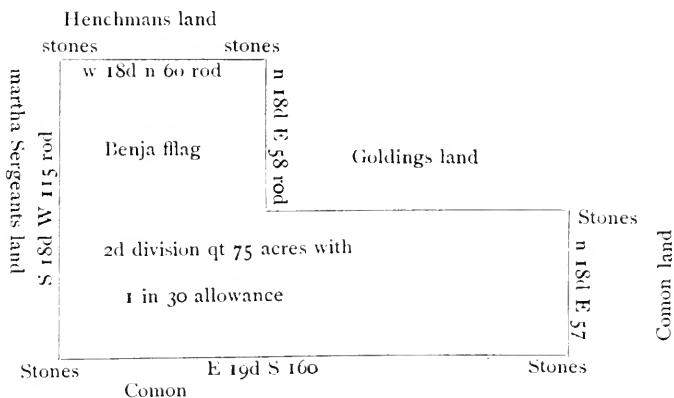 Henchmans land
stones
stones
w 18d n 60 rod
martha Sergeants land
S 18d W 115 rod
n 18d E 58 rod
Benja fflag
Goldings land
Stones
2d division qt 75 acres with
1 in 30 allowance
n 18d E 57
Comon land
Stones
E 19d S 160
Stones
Comon